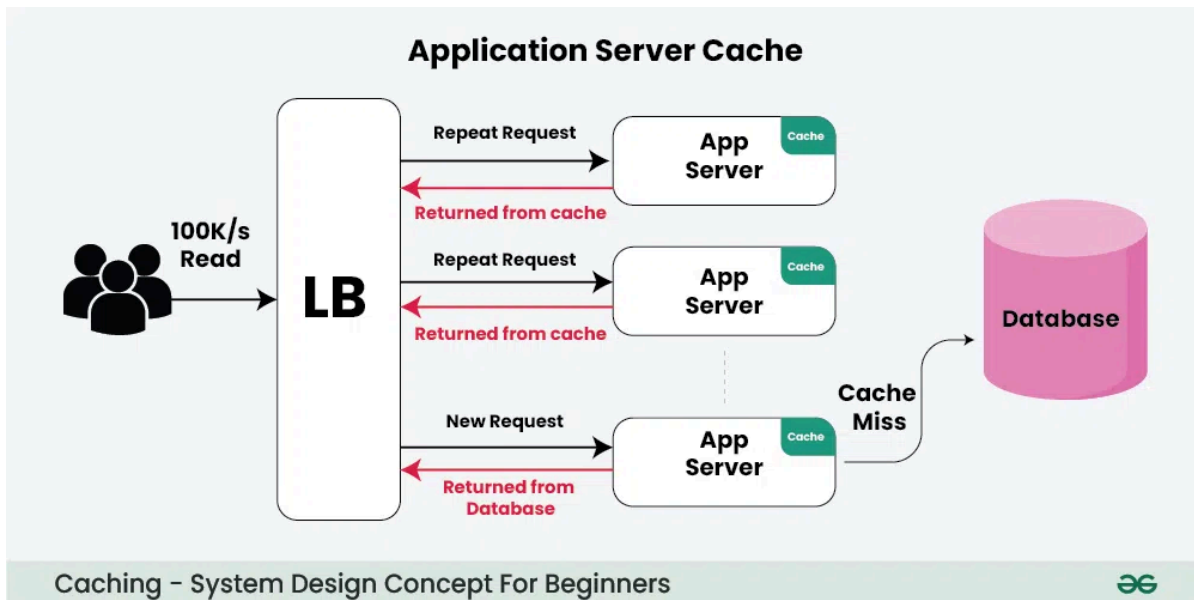 Application Server Cache
Repeat Request
App
Server
Cache
Returned from cache
100K/s
Read
LB
Repeat Request
App
Server
Cache
Returned from cache
Database
Cache
Miss
New Request
App
Server
Cache
Returned from
Database
Caching - System Design Concept For Beginners